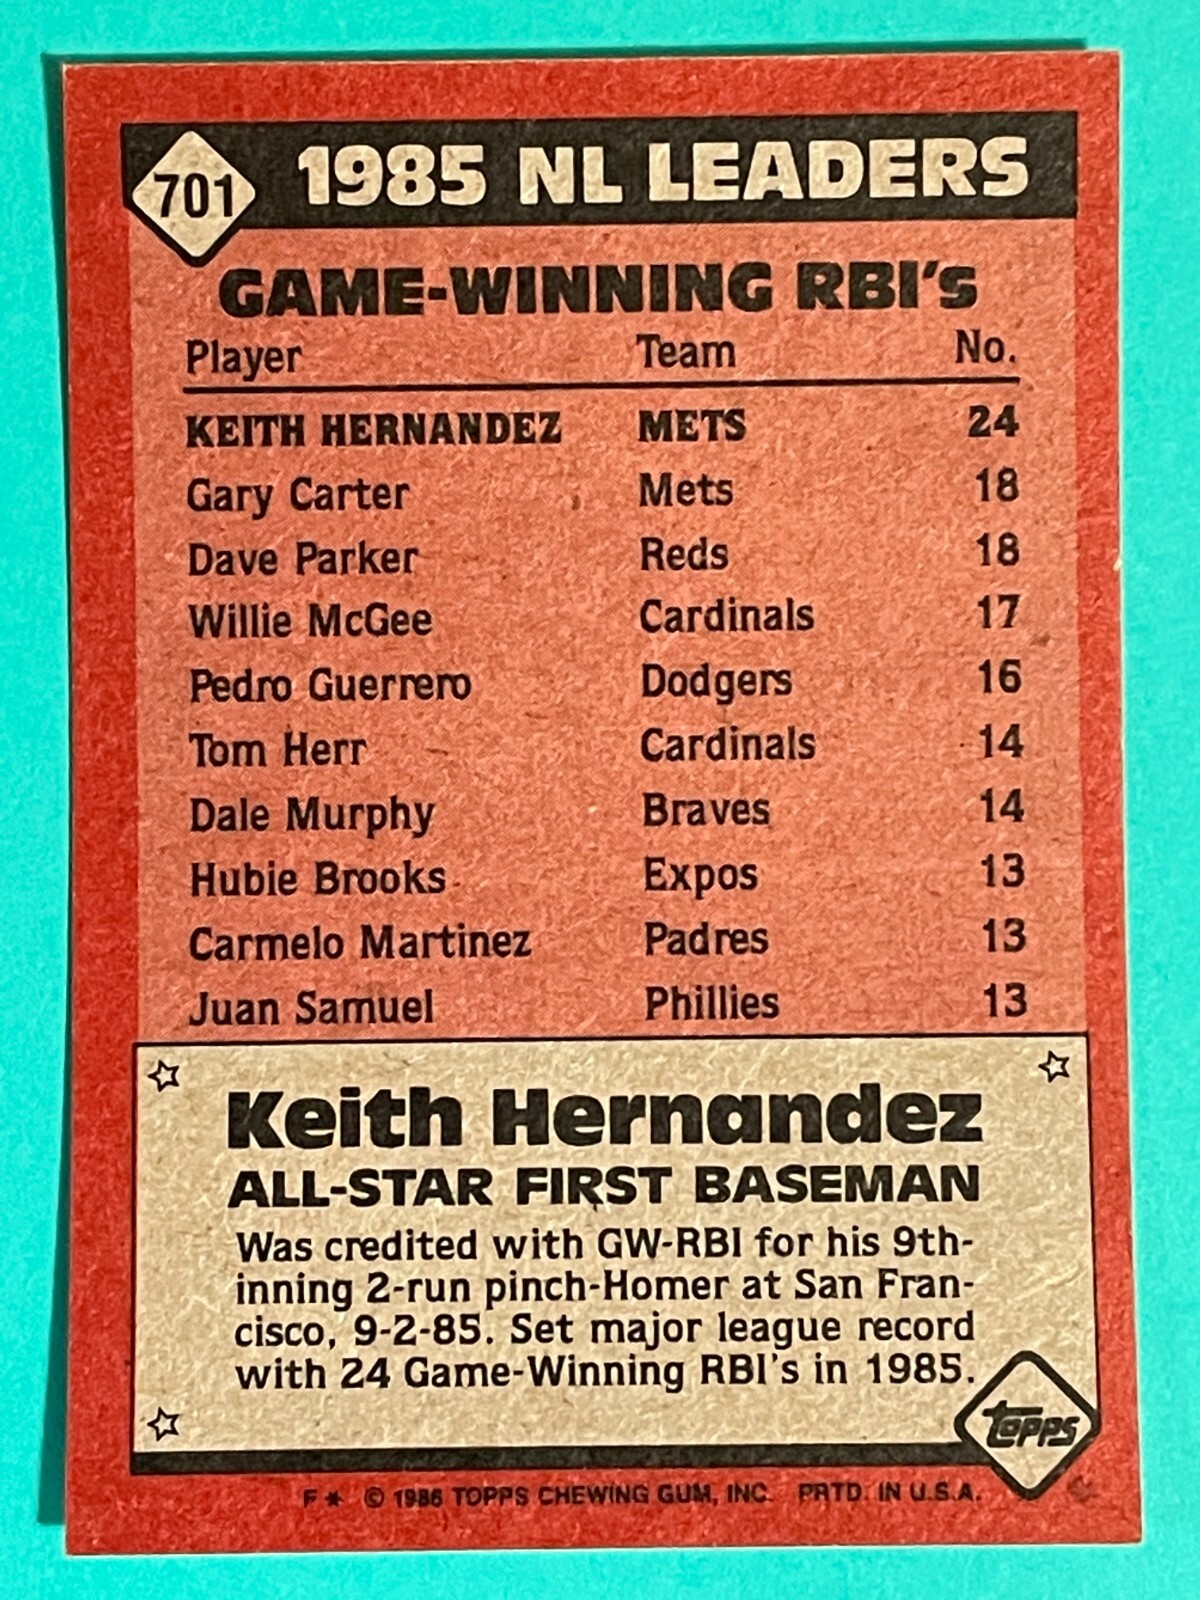 701 1985 NL LEADERS
GAME-WINNING RBI's
Player Team No.
KEITH HERNANDEZ METS 24
Gary Carter Mets 18
Dave Parker Reds 18
Willie McGee Cardinals 17
Pedro Guerrero Dodgers 16
Tom Herr Cardinals 14
Dale Murphy Braves 14
Hubie Brooks Expos 13
Carmelo Martinez Padres 13
Juan Samuel Phillies 13
Keith Hernandez
ALL-STAR FIRST BASEMAN
Was credited with GW-RBI for his 9th-
inning 2-run pinch-Homer at San Fran-
cisco, 9-2-85. Set major league record
with 24 Game-Winning RBI's in 1985.
topps
F * © 1986 TOPPS CHEWING GUM, INC. PRTD. IN U.S.A.